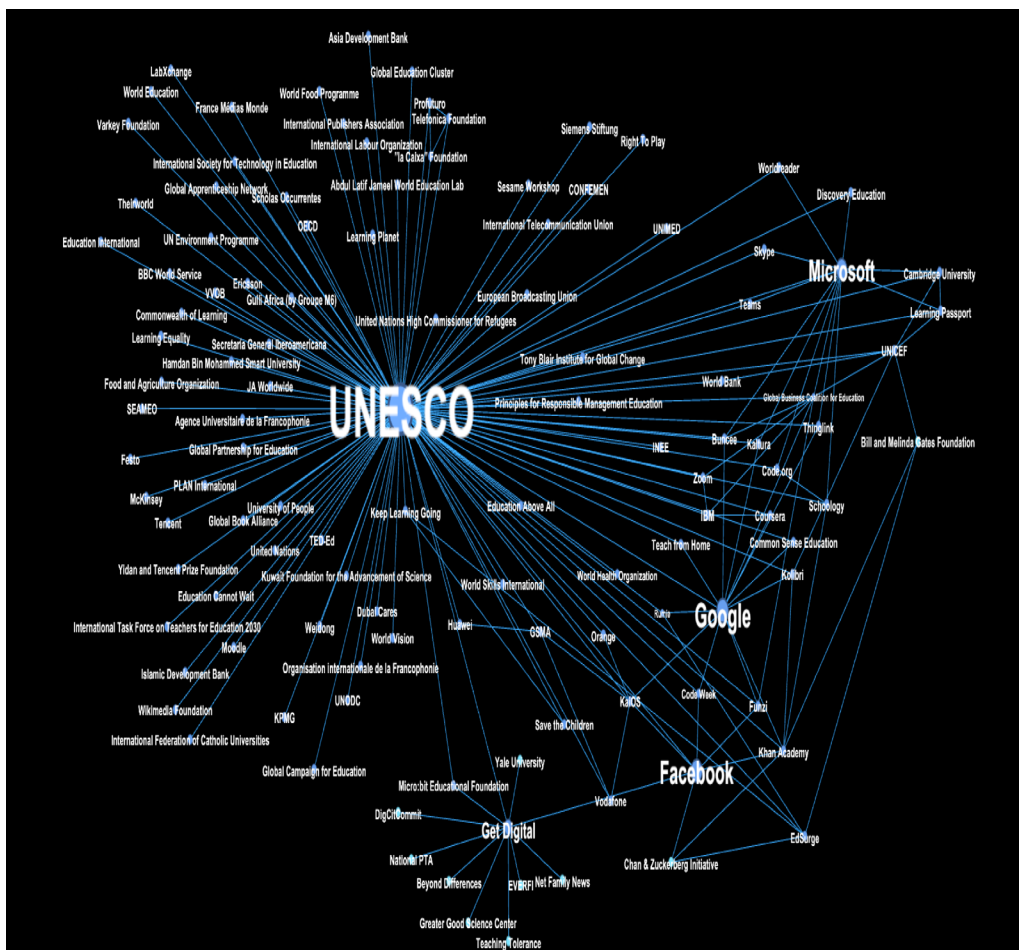 Asia Development Bank
LabXchange
Global Education Cluster
World Education
World Food Programme
France Médias Monde
Profuturo
Telefonica Foundation
Varkey Foundation
International Publishers Association
Siemens Stiftung
Right To Play
International Labour Organization
"la Caixa" Foundation
International Society for Technology in Education
Worldreader
Global Apprenticeship Network
Abdul Latif Jameel World Education Lab
Sesame Workshop
CONFEMEN
Scholas Occurrentes
Discovery Education
Theirworld
OECD
International Telecommunication Union
UNIMED
Education International
UN Environment Programme
Learning Planet
Skype
BBC World Service
Ericsson
Microsoft
Cambridge University
VVOB
Gulli Africa (by Groupe M6)
European Broadcasting Union
Teams
Commonwealth of Learning
United Nations High Commissioner for Refugees
Learning Passport
Learning Equality
Secretaria General Iberoamericana
UNICEF
Hamdan Bin Mohammed Smart University
Tony Blair Institute for Global Change
Food and Agriculture Organization
JA Worldwide
World Bank
Global Business Coalition for Education
SEAMEO
UNESCO
Principles for Responsible Management Education
Agence Universitaire de la Francophonie
Thinglink
Global Partnership for Education
INEE
Buncee
Kaltura
Bill and Melinda Gates Foundation
Festo
Zoom
Code.org
McKinsey
PLAN International
University of People
Keep Learning Going
Education Above All
Schoology
Tencent
Global Book Alliance
IBM
Coursera
TED-Ed
Teach from Home
Common Sense Education
United Nations
Yidan and Tencent Prize Foundation
Kuwait Foundation for the Advancement of Science
World Health Organization
Kolibri
Education Cannot Wait
World Skills International
Dubai Cares
Google
International Task Force on Teachers for Education 2030
Weidong
World Vision
Huawei
GSMA
Orange
Moodle
Islamic Development Bank
Organisation internationale de la Francophonie
Code Week
UNODC
KaiOS
Funzi
Wikimedia Foundation
KPMG
Save the Children
International Federation of Catholic Universities
Khan Academy
Yale University
Global Campaign for Education
Facebook
Micro:bit Educational Foundation
Vodafone
DigCitCommit
Get Digital
EdSurge
National PTA
Chan & Zuckerberg Initiative
Beyond Differences
EVERFI
Net Family News
Greater Good Science Center
Teaching Tolerance